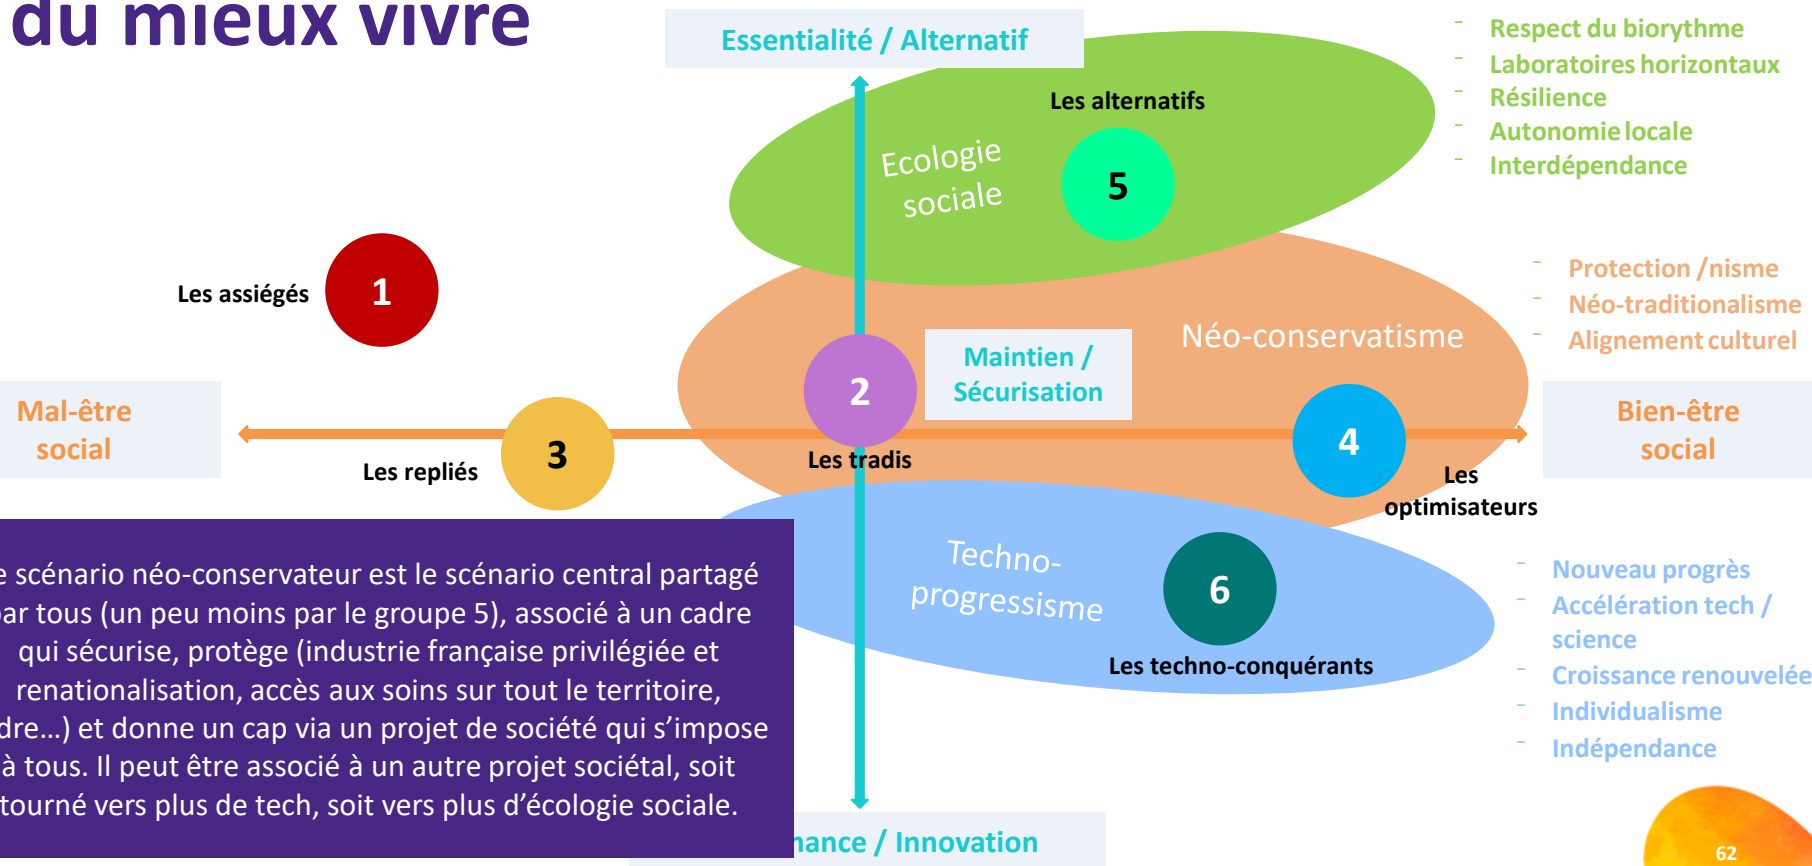 du mieux vivre
Essentialité / Alternatif
- Respect du biorythme
- Laboratoires horizontaux
- Résilience
- Autonomie locale
- Interdépendance
Les alternatifs
Ecologie
sociale
5
Les assiégés
1
- Protection /nisme
- Néo-traditionalisme
- Alignement culturel
Néo-conservatisme
Maintien /
Sécurisation
2
Les tradis
Mal-être
social
Bien-être
social
3
Les repliés
4
Les
optimisateurs
Techno-
progressisme
6
Les techno-conquérants
- Nouveau progrès
- Accélération tech /
science
- Croissance renouvelée
- Individualisme
- Indépendance
scénario néo-conservateur est le scénario central partagé
par tous (un peu moins par le groupe 5), associé à un cadre
qui sécurise, protège (industrie française privilégiée et
renationalisation, accès aux soins sur tout le territoire,
dre…) et donne un cap via un projet de société qui s’impose
à tous. Il peut être associé à un autre projet sociétal, soit
tourné vers plus de tech, soit vers plus d’écologie sociale.
nance / Innovation
62